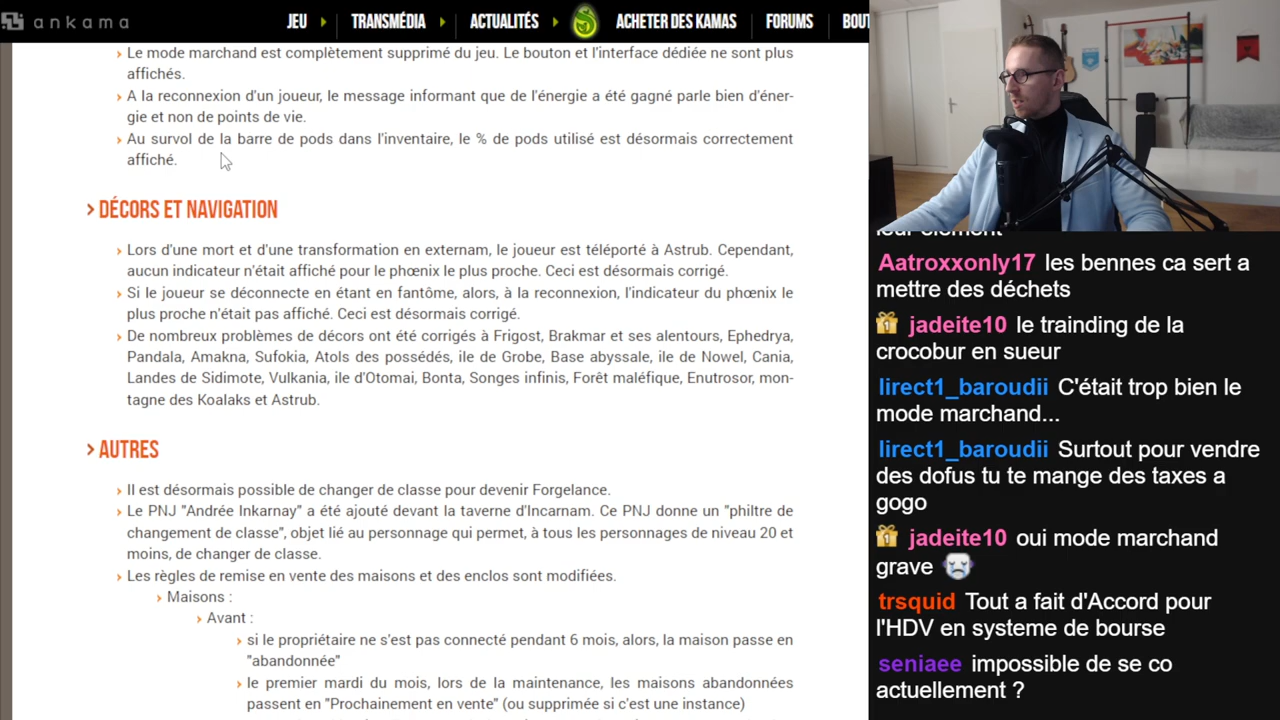 ankama
JEU
TRANSMÉDIA
ACTUALITÉS
ACHETER DES KAMAS
FORUMS
BOUT
Le mode marchand est complètement supprimé du jeu. Le bouton et l'interface dédiée ne sont plus
affichés.
A la reconnexion d'un joueur, le message informant que de l'énergie a été gagné parle bien d'éner-
gie et non de points de vie.
Au survol de la barre de pods dans l'inventaire, le % de pods utilisé est désormais correctement
affiché.
> DÉCORS ET NAVIGATION
Lors d'une mort et d'une transformation en externam, le joueur est téléporté à Astrub. Cependant,
aucun indicateur n'était affiché pour le phœnix le plus proche. Ceci est désormais corrigé.
Si le joueur se déconnecte en étant en fantôme, alors, à la reconnexion, l'indicateur du phœnix le
plus proche n'était pas affiché. Ceci est désormais corrigé.
De nombreux problèmes de décors ont été corrigés à Frigost, Brakmar et ses alentours, Ephedrya,
Pandala, Amakna, Sufokia, Atols des possédés, ile de Grobe, Base abyssale, ile de Nowel, Cania,
Landes de Sidimote, Vulkania, ile d'Otomai, Bonta, Songes infinis, Forêt maléfique, Enutrosor, mon-
tagne des Koalaks et Astrub.
> AUTRES
Il est désormais possible de changer de classe pour devenir Forgelance.
Le PNJ "Andrée Inkarnay" a été ajouté devant la taverne d'Incarnam. Ce PNJ donne un "philtre de
changement de classe", objet lié au personnage qui permet, à tous les personnages de niveau 20 et
moins, de changer de classe.
Les règles de remise en vente des maisons et des enclos sont modifiées.
Maisons :
Avant :
si le propriétaire ne s'est pas connecté pendant 6 mois, alors, la maison passe en
"abandonnée"
le premier mardi du mois, lors de la maintenance, les maisons abandonnées
passent en "Prochainement en vente" (ou supprimée si c'est une instance)
leur élément
Aatroxxonly17 les bennes ca sert a
mettre des déchets
jadeite10 le trainding de la
crocobur en sueur
lirect1_baroudii C'était trop bien le
mode marchand...
lirect1_baroudii Surtout pour vendre
des dofus tu te mange des taxes a
gogo
jadeite10 oui mode marchand
grave
trsquid Tout a fait d'Accord pour
l'HDV en systeme de bourse
seniaee impossible de se co
actuellement ?